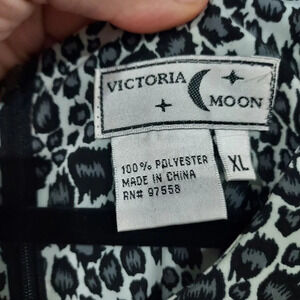 VICTORIA
MOON
100% POLYESTER
MADE IN CHINA
RN# 97558
XL